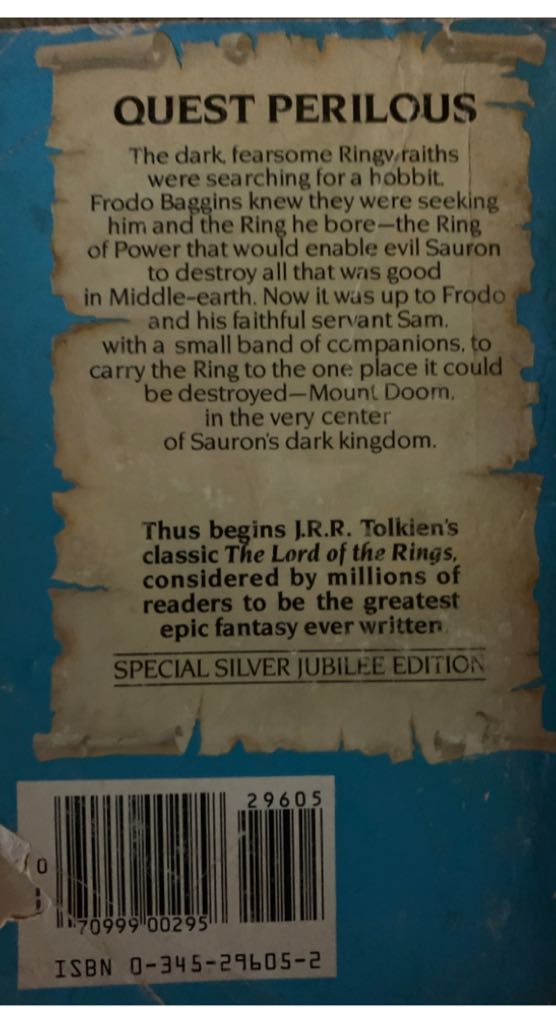 QUEST PERILOUS
The dark, fearsome Ringwraiths
were searching for a hobbit.
Frodo Baggins knew they were seeking
him and the Ring he bore—the Ring
of Power that would enable evil Sauron
to destroy all that was good
in Middle-earth. Now it was up to Frodo
and his faithful servant Sam,
with a small band of companions, to
carry the Ring to the one place it could
be destroyed—Mount Doom,
in the very center
of Sauron's dark kingdom.
Thus begins J.R.R. Tolkien's
classic The Lord of the Rings,
considered by millions of
readers to be the greatest
epic fantasy ever written.
SPECIAL SILVER JUBILEE EDITION
29605
0
70999 00295
ISBN 0-345-29605-2